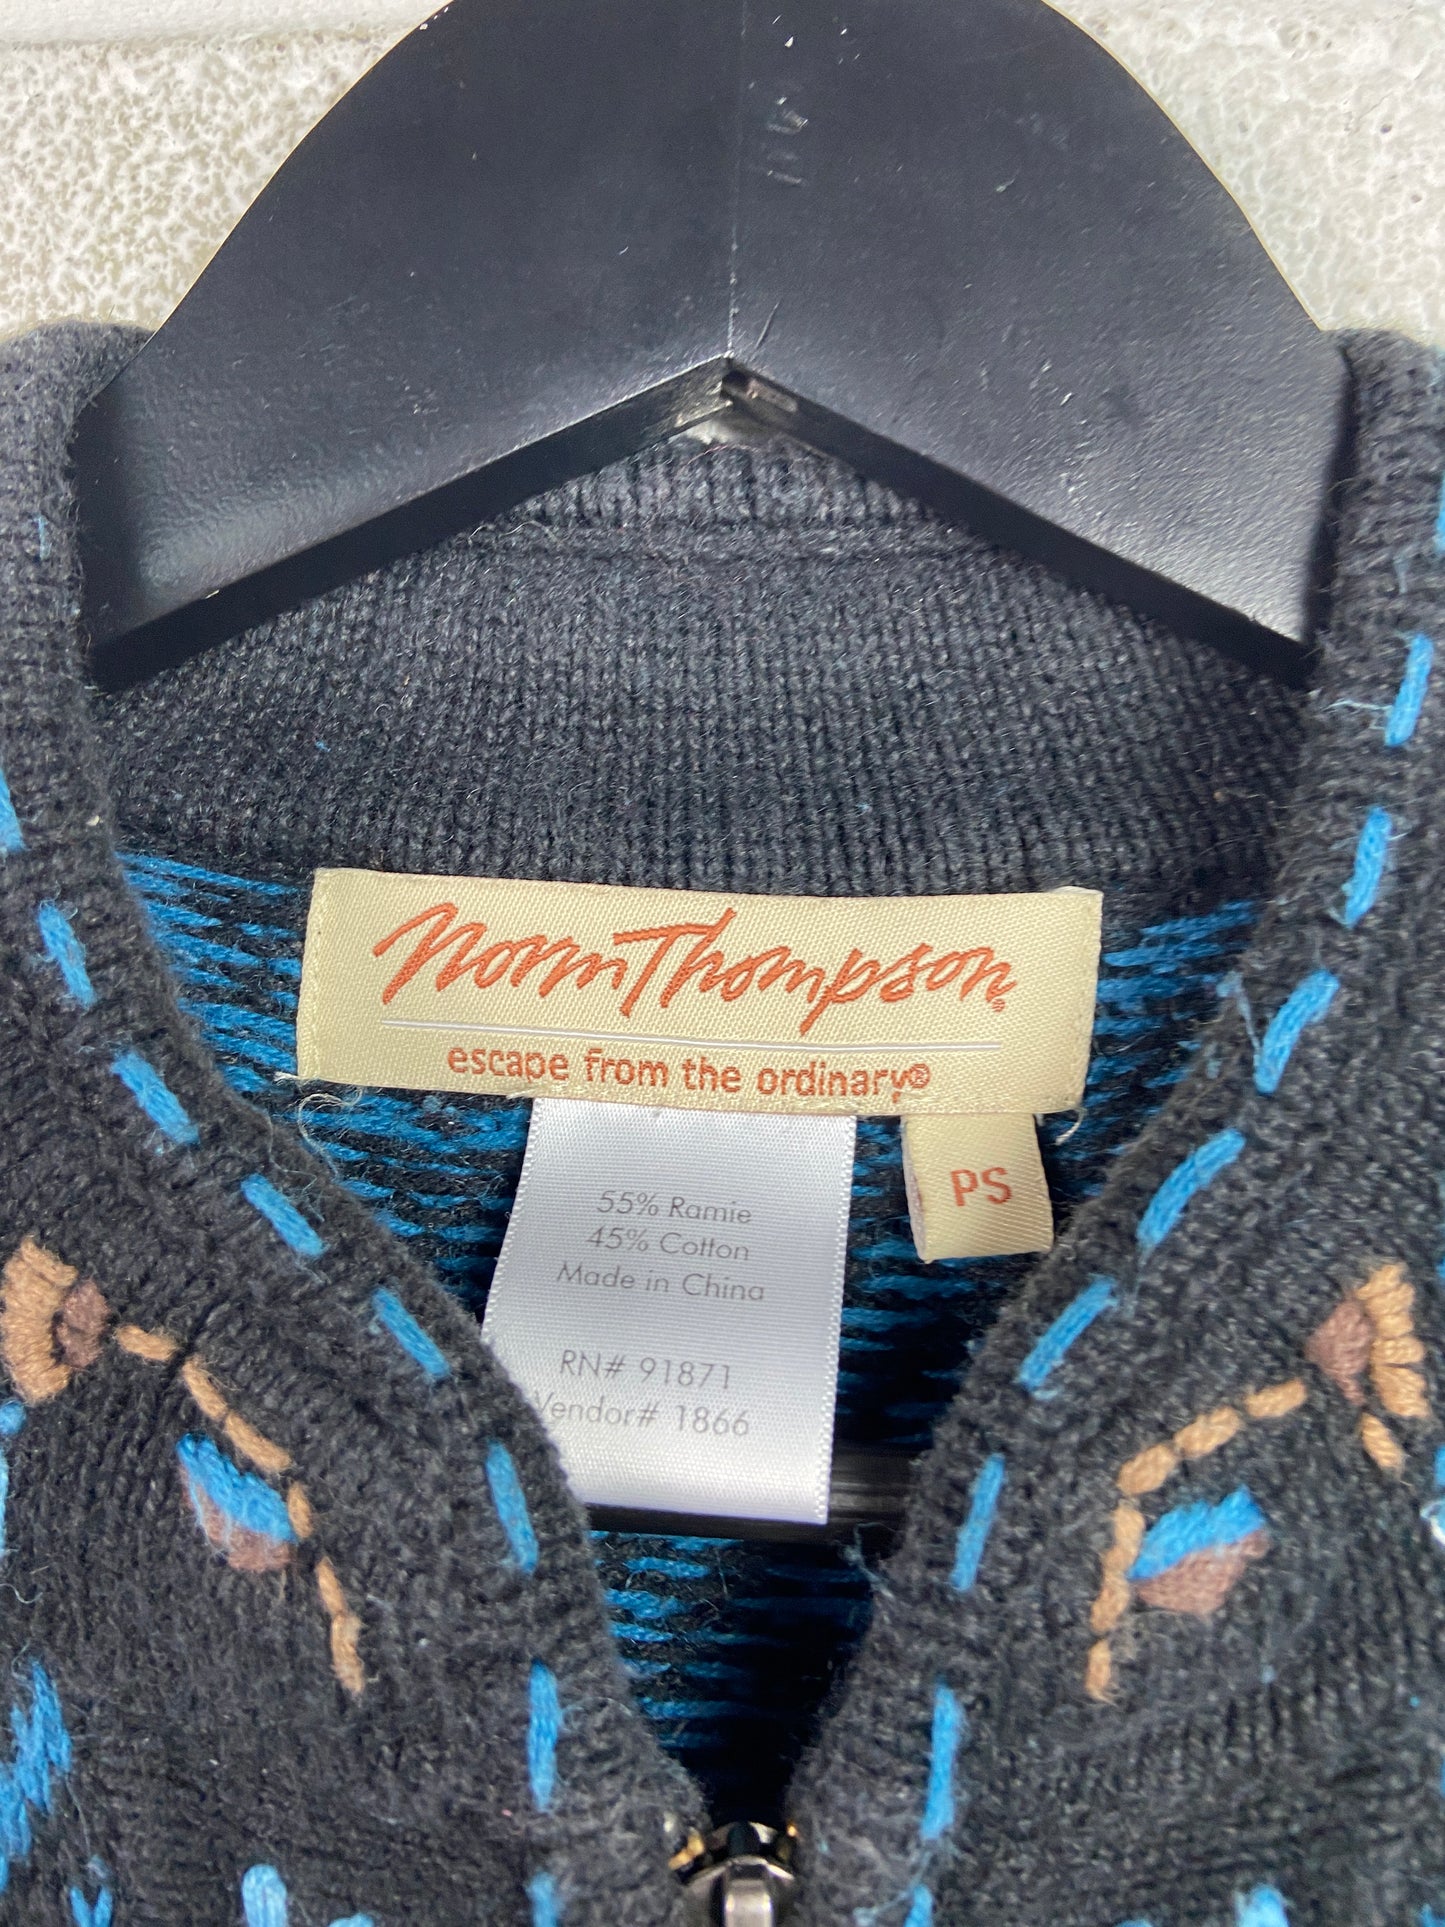 Norm Thompson®
escape from the ordinary®
PS
55% Ramie
45% Cotton
Made in China
RN# 91871
Vendor# 1866